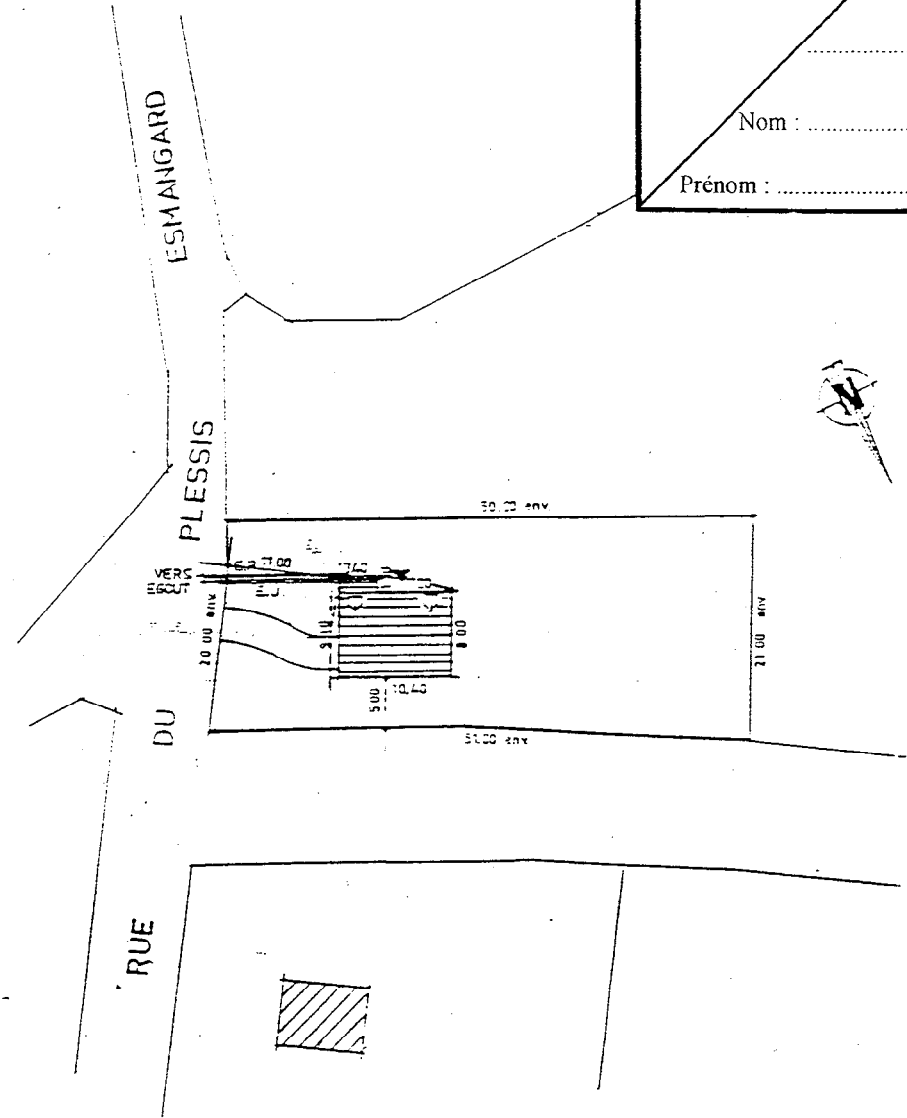 Nom : ....................
Prénom : ....................
RUE DU PLESSIS ESMANGARD
N
50.20 env
VERS
EGOUT
20.00 env
8.00
21.00 env
10.40
5.00
51.00 env